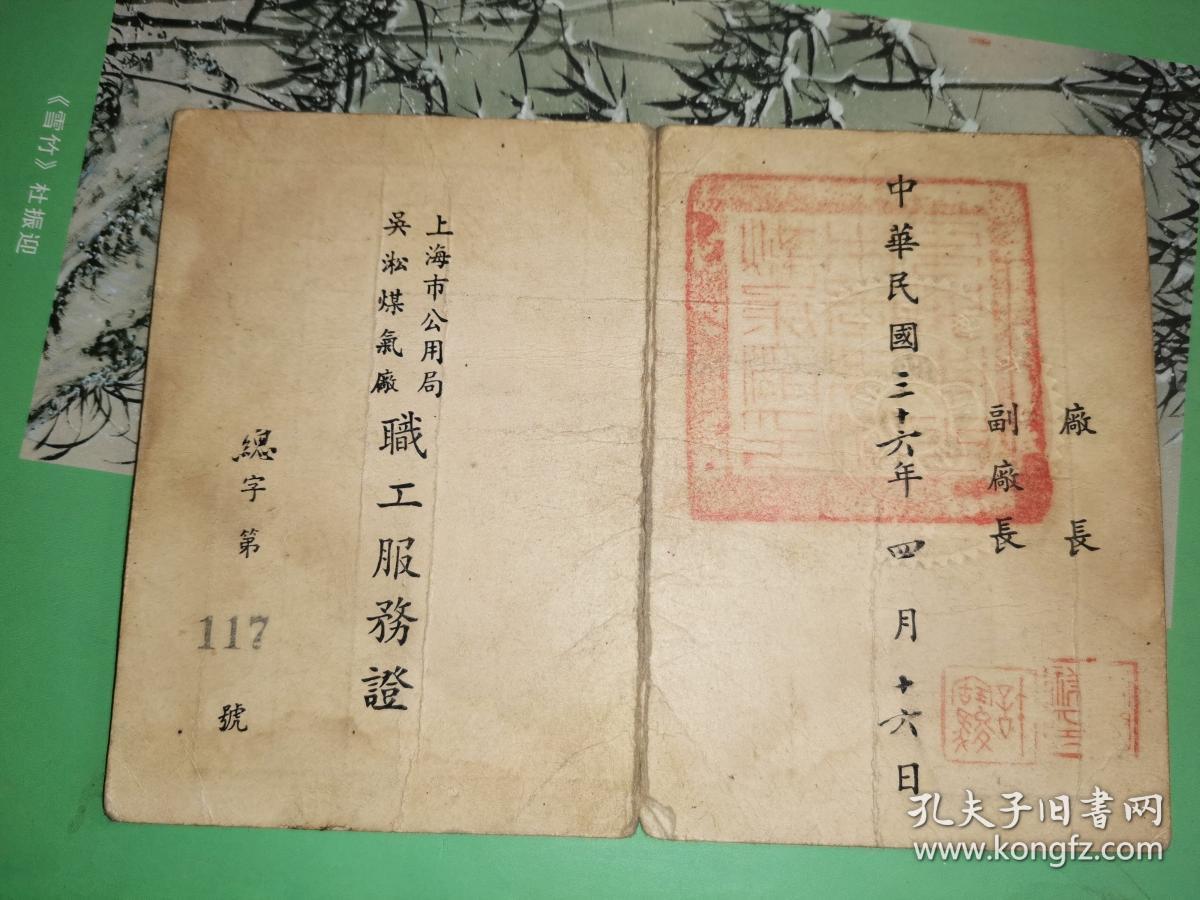 中華民國三十六年四月十六日
廠長
副廠長
上海市公用局
吳淞煤氣廠
職工服務證
總字第 117 號
《雪竹》 社振迎
孔夫子旧书网
www.kongfz.com